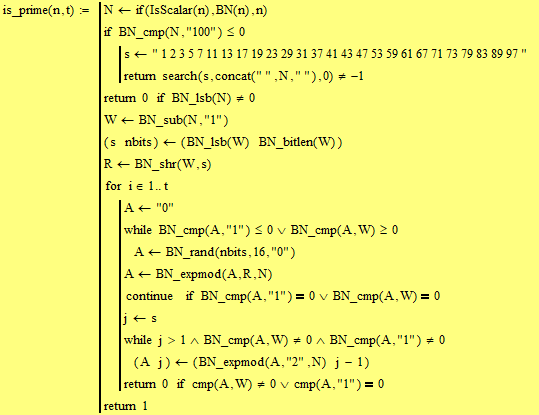 is_prime(n,t) := N ← if(IsScalar(n),BN(n),n)
if BN_cmp(N,"100") ≤ 0
s ← " 1 2 3 5 7 11 13 17 19 23 29 31 37 41 43 47 53 59 61 67 71 73 79 83 89 97 "
return search(s,concat(" ",N," "),0) ≠ −1
return 0 if BN_lsb(N) ≠ 0
W ← BN_sub(N,"1")
(s nbits) ← (BN_lsb(W) BN_bitlen(W))
R ← BN_shr(W,s)
for i ∈ 1..t
A ← "0"
while BN_cmp(A,"1") ≤ 0 ∨ BN_cmp(A,W) ≥ 0
A ← BN_rand(nbits,16,"0")
A ← BN_expmod(A,R,N)
continue if BN_cmp(A,"1") = 0 ∨ BN_cmp(A,W) = 0
j ← s
while j > 1 ∧ BN_cmp(A,W) ≠ 0 ∧ BN_cmp(A,"1") ≠ 0
(A j) ← (BN_expmod(A,"2",N) j − 1)
return 0 if cmp(A,W) ≠ 0 ∨ cmp(A,"1") = 0
return 1